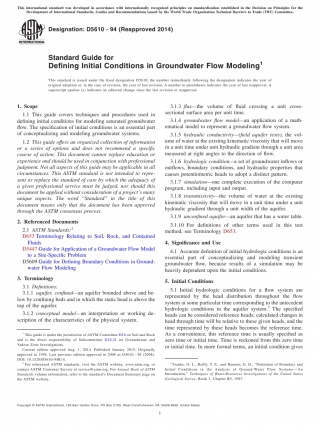 This international standard was developed in accordance with internationally recognized principles on standardization established in the Decision on Principles for the
Development of International Standards, Guides and Recommendations issued by the World Trade Organization Technical Barriers to Trade (TBT) Committee.
Designation: D5610 − 94 (Reapproved 2014)
Standard Guide for
Defining Initial Conditions in Groundwater Flow Modeling1
This standard is issued under the fixed designation D5610; the number immediately following the designation indicates the year of
original adoption or, in the case of revision, the year of last revision. A number in parentheses indicates the year of last reapproval. A
superscript epsilon (ε) indicates an editorial change since the last revision or reapproval.
1. Scope
1.1 This guide covers techniques and procedures used in
defining initial conditions for modeling saturated groundwater
flow. The specification of initial conditions is an essential part
of conceptualizing and modeling groundwater systems.
1.2 This guide offers an organized collection of information
or a series of options and does not recommend a specific
course of action. This document cannot replace education or
experience and should be used in conjunction with professional
judgment. Not all aspects of this guide may be applicable in all
circumstances. This ASTM standard is not intended to repre-
sent or replace the standard of care by which the adequacy of
a given professional service must be judged, nor should this
document be applied without consideration of a project's many
unique aspects. The word "Standard" in the title of this
document means only that the document has been approved
through the ASTM consensus process.
2. Referenced Documents
2.1 ASTM Standards:2
D653 Terminology Relating to Soil, Rock, and Contained
Fluids
D5447 Guide for Application of a Groundwater Flow Model
to a Site-Specific Problem
D5609 Guide for Defining Boundary Conditions in Ground-
water Flow Modeling
3. Terminology
3.1 Definitions:
3.1.1 aquifer, confined—an aquifer bounded above and be-
low by confining beds and in which the static head is above the
top of the aquifer.
3.1.2 conceptual model—an interpretation or working de-
scription of the characteristics of the physical system.
1 This guide is under the jurisdiction of ASTM Committee D18 on Soil and Rock
and is the direct responsibility of Subcommittee D18.21 on Groundwater and
Vadose Zone Investigations.
Current edition approved Aug. 1, 2014. Published January 2015. Originally
approved in 1994. Last previous edition approved in 2008 as D5610 – 94 (2008).
DOI: 10.1520/D5610-94R14.
2 For referenced ASTM standards, visit the ASTM website, www.astm.org, or
contact ASTM Customer Service at service@astm.org. For Annual Book of ASTM
Standards volume information, refer to the standard's Document Summary page on
the ASTM website.
3.1.3 flux—the volume of fluid crossing a unit cross-
sectional surface area per unit time.
3.1.4 groundwater flow model—an application of a math-
ematical model to represent a groundwater flow system.
3.1.5 hydraulic conductivity—(field aquifer tests), the vol-
ume of water at the existing kinematic viscosity that will move
in a unit time under unit hydraulic gradient through a unit area
measured at right angles to the direction of flow.
3.1.6 hydrologic condition—a set of groundwater inflows or
outflows, boundary conditions, and hydraulic properties that
causes potentiometric heads to adopt a distinct pattern.
3.1.7 simulation—one complete execution of the computer
program, including input and output.
3.1.8 transmissivity—the volume of water at the existing
kinematic viscosity that will move in a unit time under a unit
hydraulic gradient through a unit width of the aquifer.
3.1.9 unconfined aquifer—an aquifer that has a water table.
3.1.10 For definitions of other terms used in this test
method, see Terminology D653.
4. Significance and Use
4.1 Accurate definition of initial hydrologic conditions is an
essential part of conceptualizing and modeling transient
groundwater flow, because results of a simulation may be
heavily dependent upon the initial conditions.
5. Initial Conditions
5.1 Initial hydrologic conditions for a flow system are
represented by the head distribution throughout the flow
system at some particular time corresponding to the antecedent
hydrologic conditions in the aquifer system.3 The specified
heads can be considered reference heads; calculated changes in
head through time will be relative to these given heads, and the
time represented by these becomes the reference time.
As a convenience, this reference time is usually specified as
zero time or initial time. Time is reckoned from this zero time
or initial time. In more formal terms, an initial condition gives
3 Franke, O. L., Reilly, T. E., and Bennett, G. D., "Definition of Boundary and
Initial Conditions in the Analysis of Ground-Water Flow Systems—An
Introduction," Techniques of Water-Resources Investigations of the United States
Geological Survey, Book 3, Chapter B5, 1987.
Copyright © ASTM International, 100 Barr Harbor Drive, PO Box C700, West Conshohocken, PA 19428-2959. United States
1